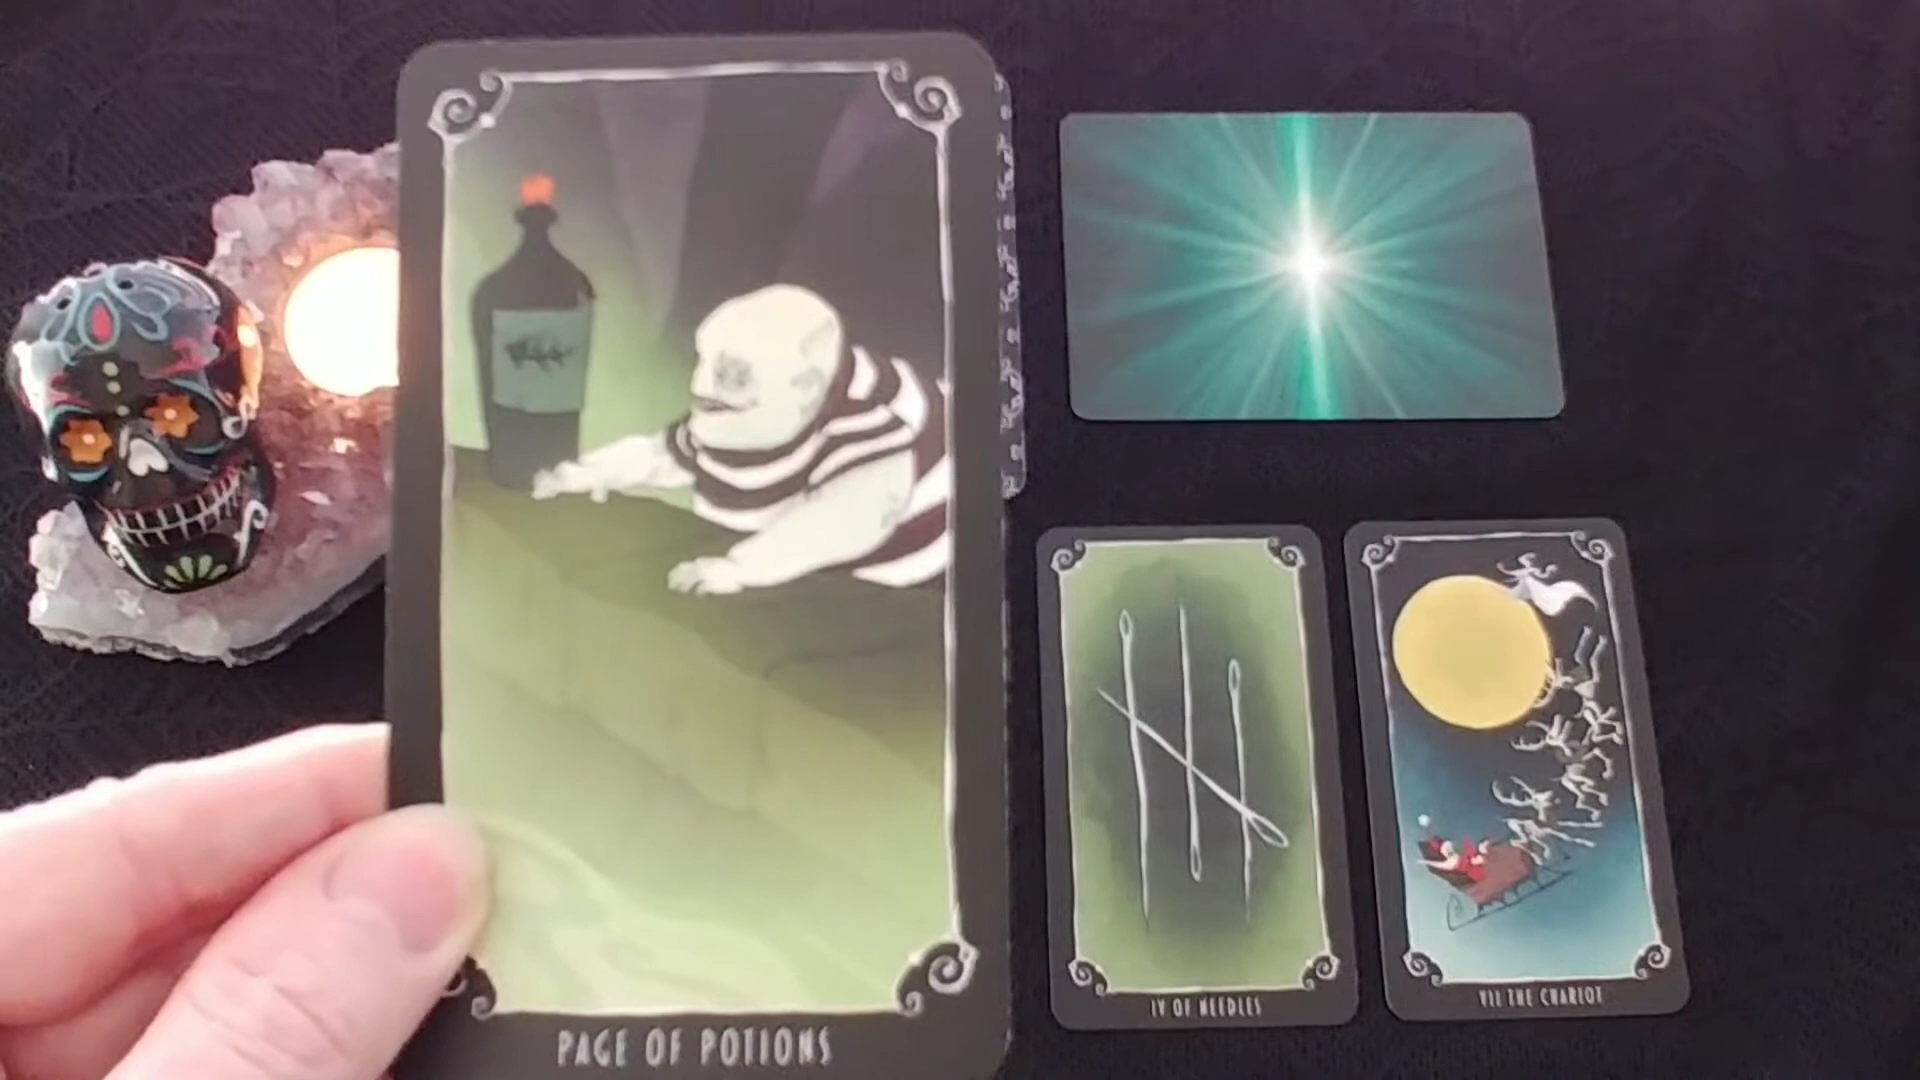 PAGE OF POTIONS
IV OF NEEDLES
VII THE CHARIOT